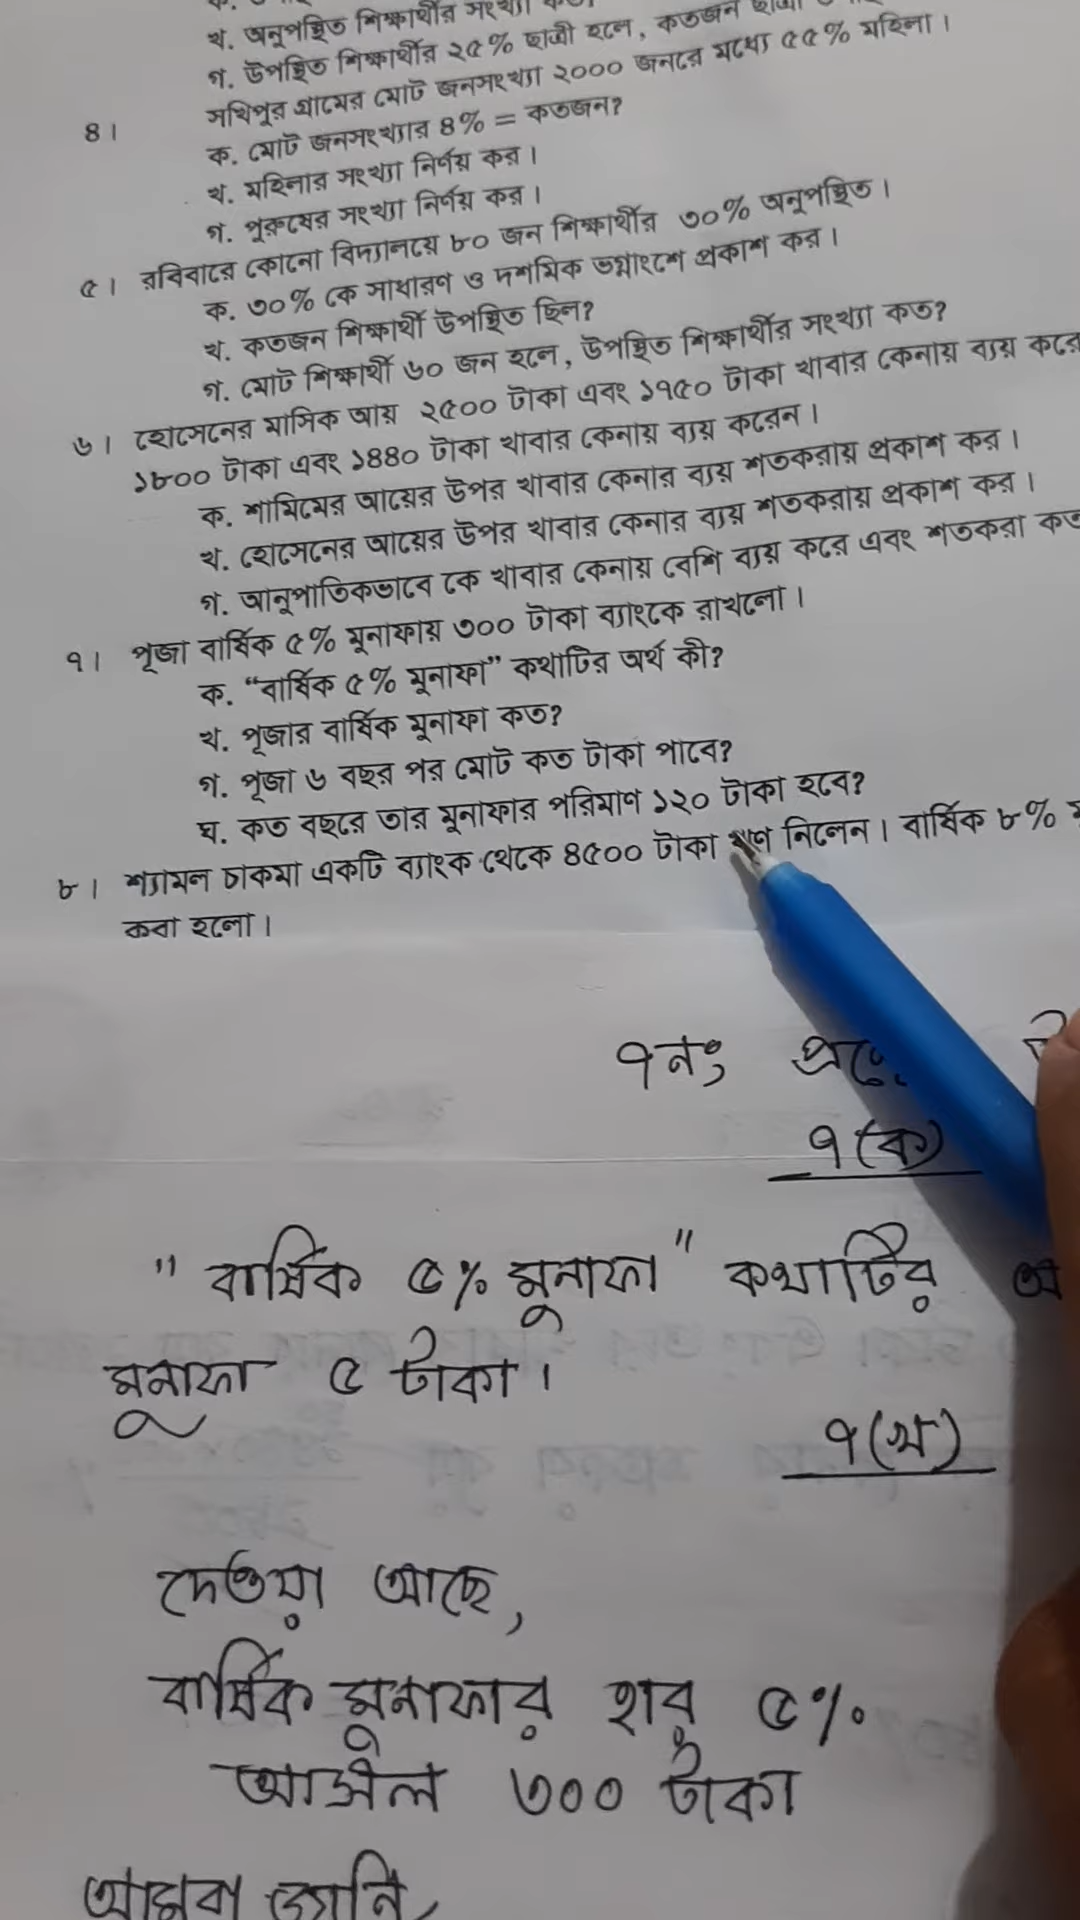 খ. অনুপস্থিত শিক্ষার্থীর সংখ্যা
গ. উপস্থিত শিক্ষার্থীর ২৫% ছাত্রী হলে, কতজন
৪। সখিপুর গ্রামের মোট জনসংখ্যা ২০০০ জনরে মধ্যে ৫৫% মহিলা।
ক. মোট জনসংখ্যার ৪% = কতজন?
খ. মহিলার সংখ্যা নির্ণয় কর।
গ. পুরুষের সংখ্যা নির্ণয় কর।
৫। রবিবারে কোনো বিদ্যালয়ে ৮০ জন শিক্ষার্থীর ৩০% অনুপস্থিত।
ক. ৩০% কে সাধারণ ও দশমিক ভগ্নাংশে প্রকাশ কর।
খ. কতজন শিক্ষার্থী উপস্থিত ছিল?
গ. মোট শিক্ষার্থী ৬০ জন হলে, উপস্থিত শিক্ষার্থীর সংখ্যা কত?
৬। হোসেনের মাসিক আয় ২৫০০ টাকা এবং ১৭৫০ টাকা খাবার কেনায় ব্যয় করে
১৮০০ টাকা এবং ১৪৪০ টাকা খাবার কেনায় ব্যয় করেন।
ক. শামিমের আয়ের উপর খাবার কেনার ব্যয় শতকরায় প্রকাশ কর।
খ. হোসেনের আয়ের উপর খাবার কেনার ব্যয় শতকরায় প্রকাশ কর।
গ. আনুপাতিকভাবে কে খাবার কেনায় বেশি ব্যয় করে এবং শতকরা কত
৭। পূজা বার্ষিক ৫% মুনাফায় ৩০০ টাকা ব্যাংকে রাখলো।
ক. “বার্ষিক ৫% মুনাফা” কথাটির অর্থ কী?
খ. পূজার বার্ষিক মুনাফা কত?
গ. পূজা ৬ বছর পর মোট কত টাকা পাবে?
ঘ. কত বছরে তার মুনাফার পরিমাণ ১২০ টাকা হবে?
৮। শ্যামল চাকমা একটি ব্যাংক থেকে ৪৫০০ টাকা ঋণ নিলেন। বার্ষিক ৮%
করা হলো।
৭নং
৭(ক)
"বার্ষিক ৫% মুনাফা" কথাটির অ
মুনাফা ৫ টাকা।
৭(খ)
দেওয়া আছে,
বার্ষিক মুনাফার হার ৫%
আসল ৩০০ টাকা
আমরা জানি,